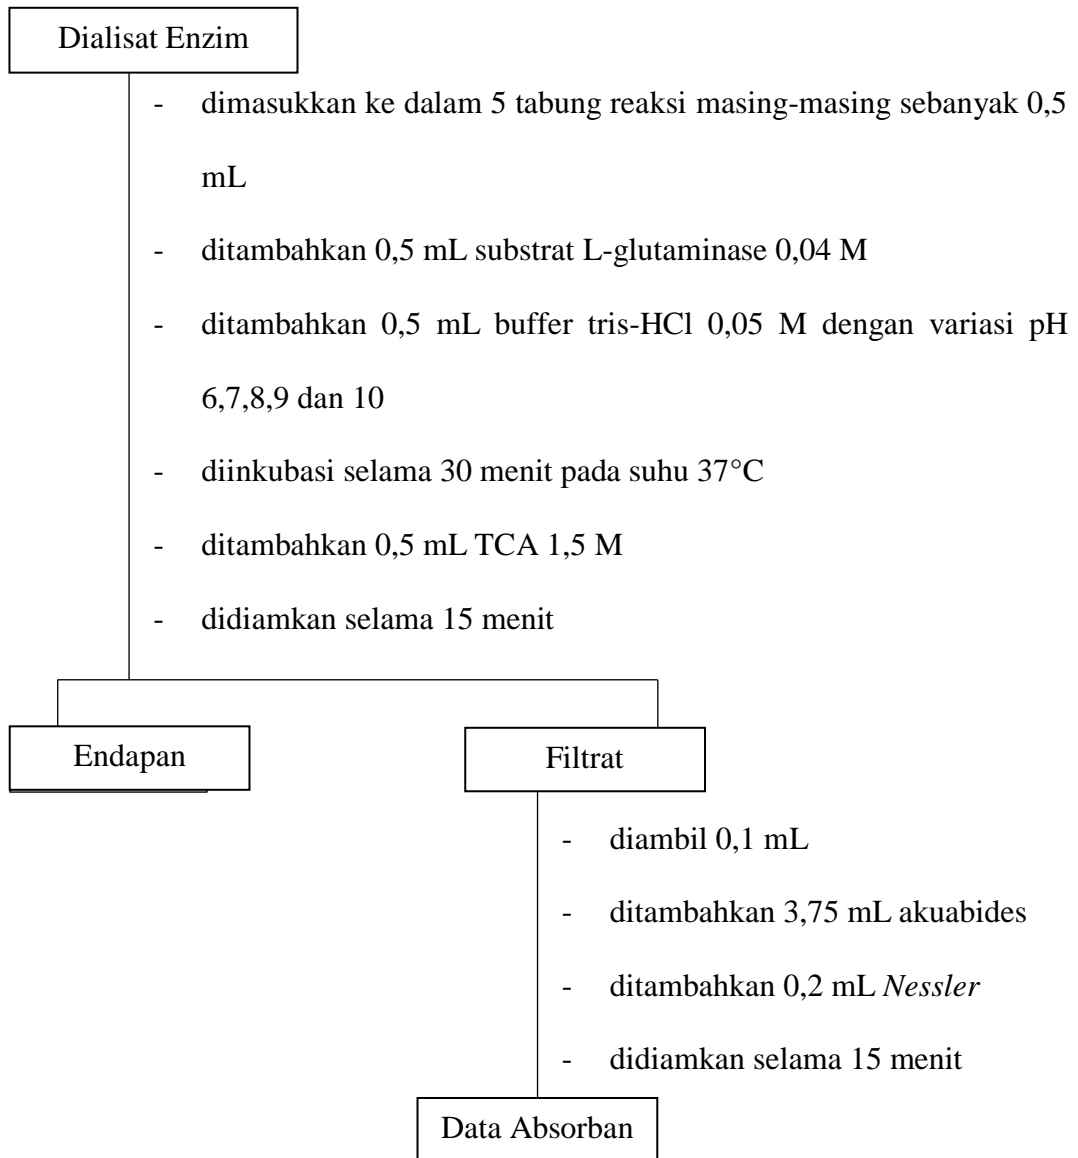 Dialisat Enzim
- dimasukkan ke dalam 5 tabung reaksi masing-masing sebanyak 0,5
mL
- ditambahkan 0,5 mL substrat L-glutaminase 0,04 M
- ditambahkan 0,5 mL buffer tris-HCl 0,05 M dengan variasi pH
6,7,8,9 dan 10
- diinkubasi selama 30 menit pada suhu 37°C
- ditambahkan 0,5 mL TCA 1,5 M
- didiamkan selama 15 menit
Endapan
Filtrat
- diambil 0,1 mL
- ditambahkan 3,75 mL akuabides
- ditambahkan 0,2 mL Nessler
- didiamkan selama 15 menit
Data Absorban